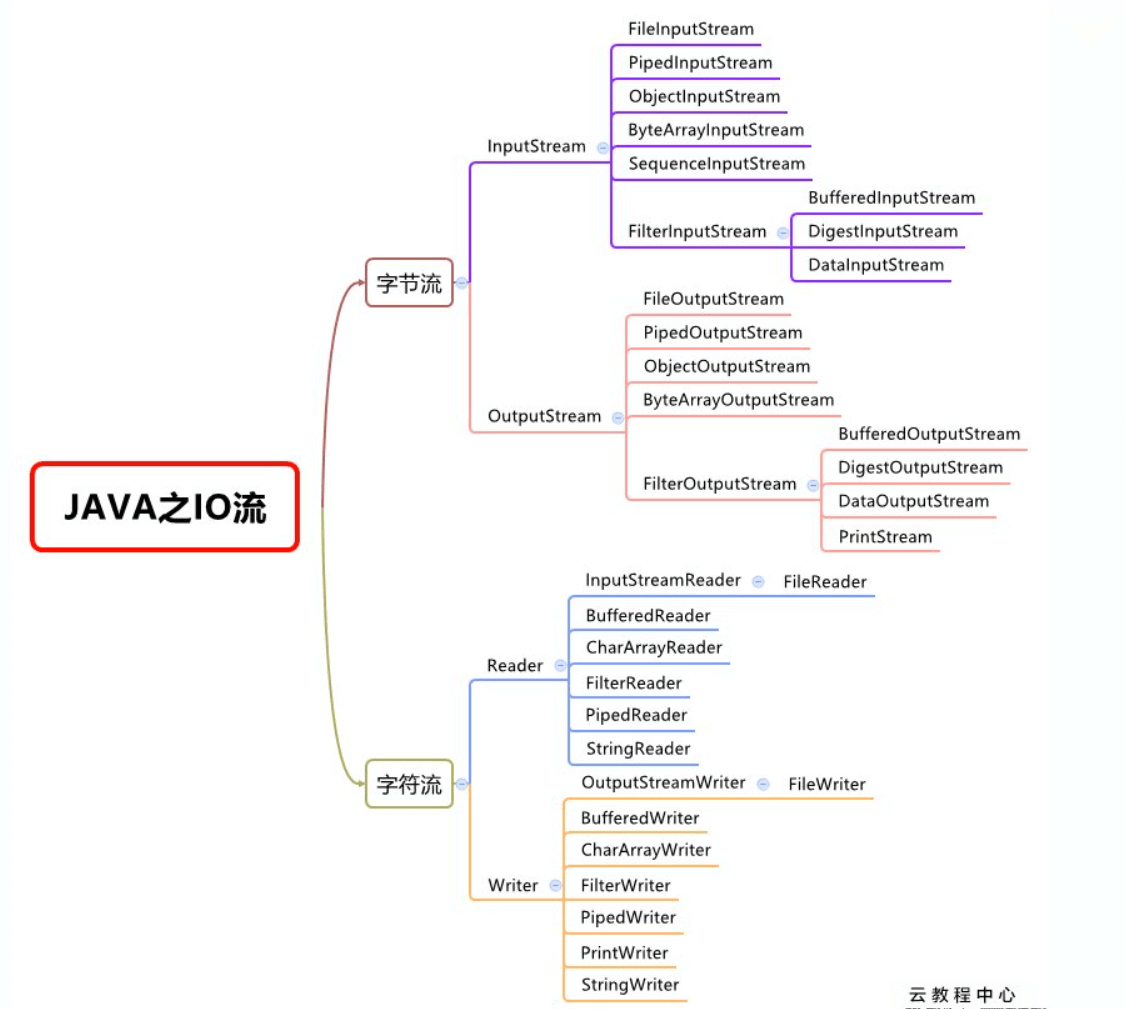 JAVA之IO流
字节流
InputStream
FileInputStream
PipedInputStream
ObjectInputStream
ByteArrayInputStream
SequenceInputStream
FilterInputStream
BufferedInputStream
DigestInputStream
DataInputStream
OutputStream
FileOutputStream
PipedOutputStream
ObjectOutputStream
ByteArrayOutputStream
FilterOutputStream
BufferedOutputStream
DigestOutputStream
DataOutputStream
PrintStream
字符流
Reader
InputStreamReader
FileReader
BufferedReader
CharArrayReader
FilterReader
PipedReader
StringReader
Writer
OutputStreamWriter
FileWriter
BufferedWriter
CharArrayWriter
FilterWriter
PipedWriter
PrintWriter
StringWriter
云教程中心